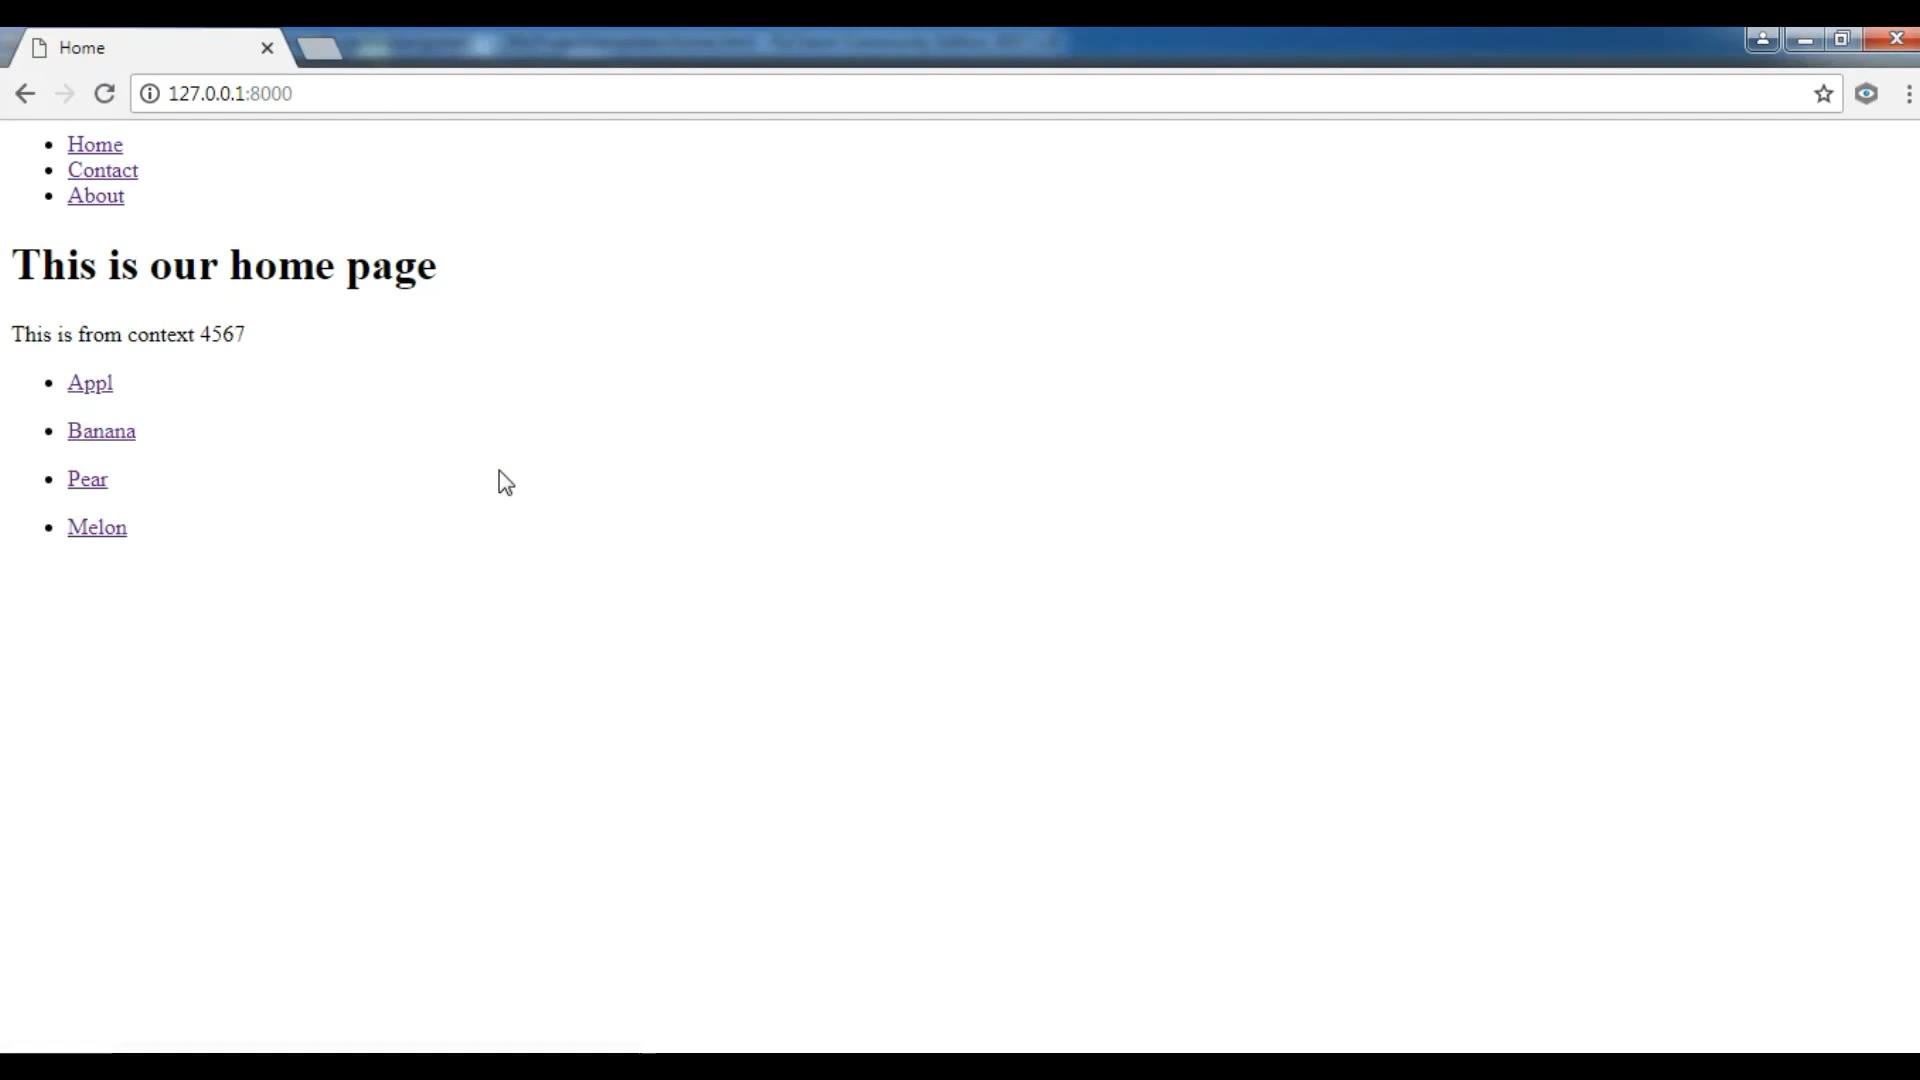 Home
127.0.0.1:8000
Home
Contact
About
This is our home page
This is from context 4567
Appl
Banana
Pear
Melon